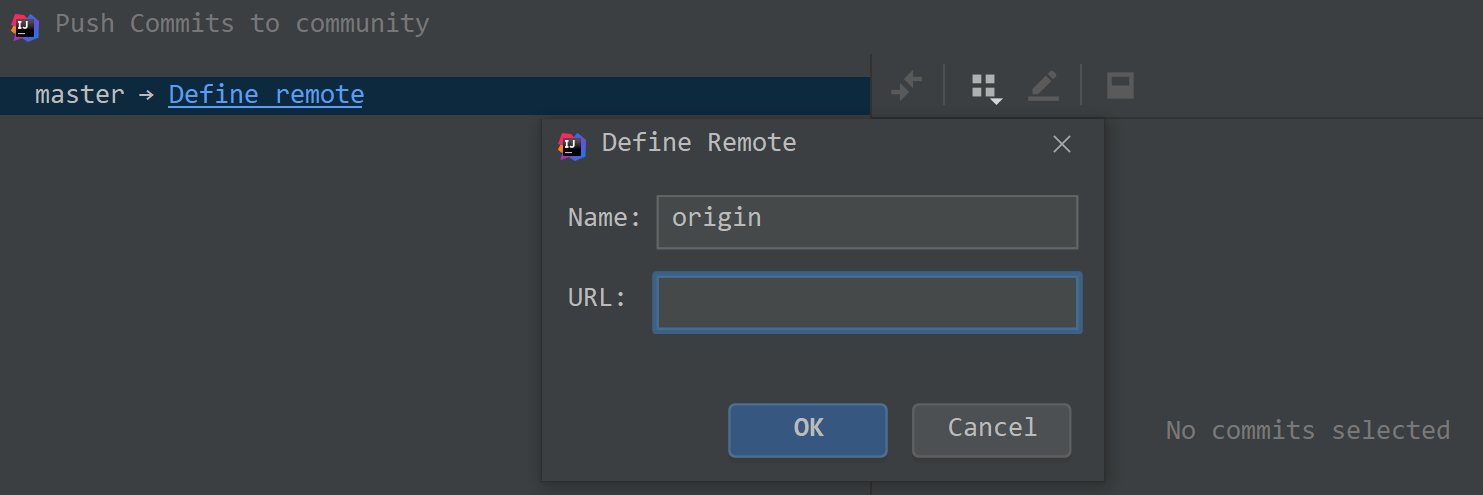 Push Commits to community
master → Define remote
Define Remote
Name: origin
URL:
OK Cancel
No commits selected